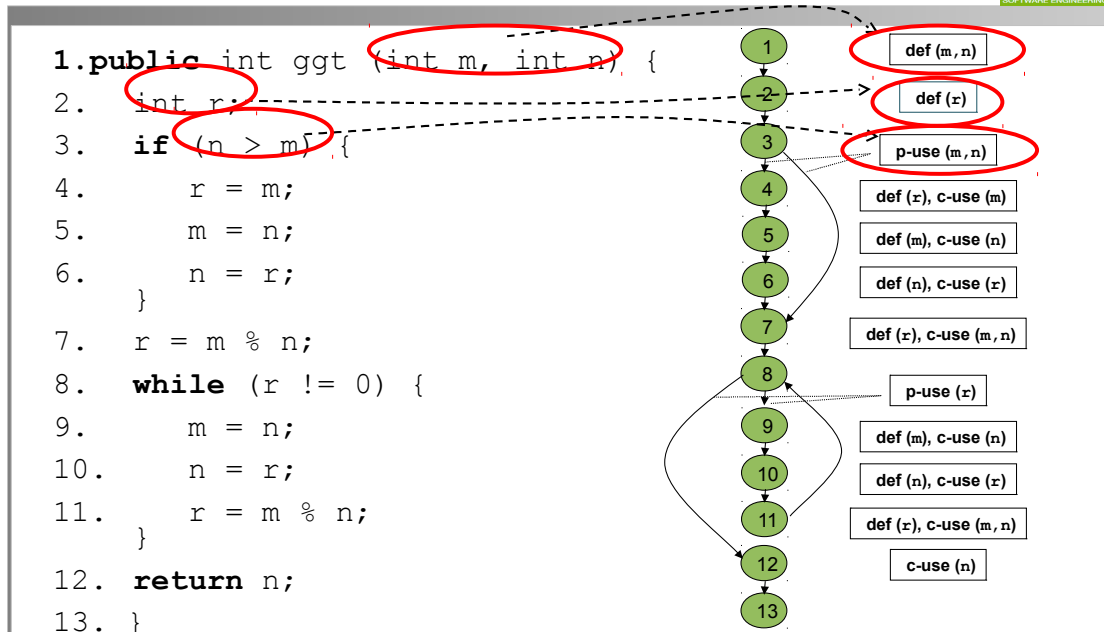 SOFTWARE ENGINEERING
1.public int ggt (int m, int n) {
2. int r;
3. if (n > m) {
4. r = m;
5. m = n;
6. n = r;
}
7. r = m % n;
8. while (r != 0) {
9. m = n;
10. n = r;
11. r = m % n;
}
12. return n;
13. }
1
2
3
4
5
6
7
8
9
10
11
12
13
def (m,n)
def (r)
p-use (m,n)
def (r), c-use (m)
def (m), c-use (n)
def (n), c-use (r)
def (r), c-use (m,n)
p-use (r)
def (m), c-use (n)
def (n), c-use (r)
def (r), c-use (m,n)
c-use (n)